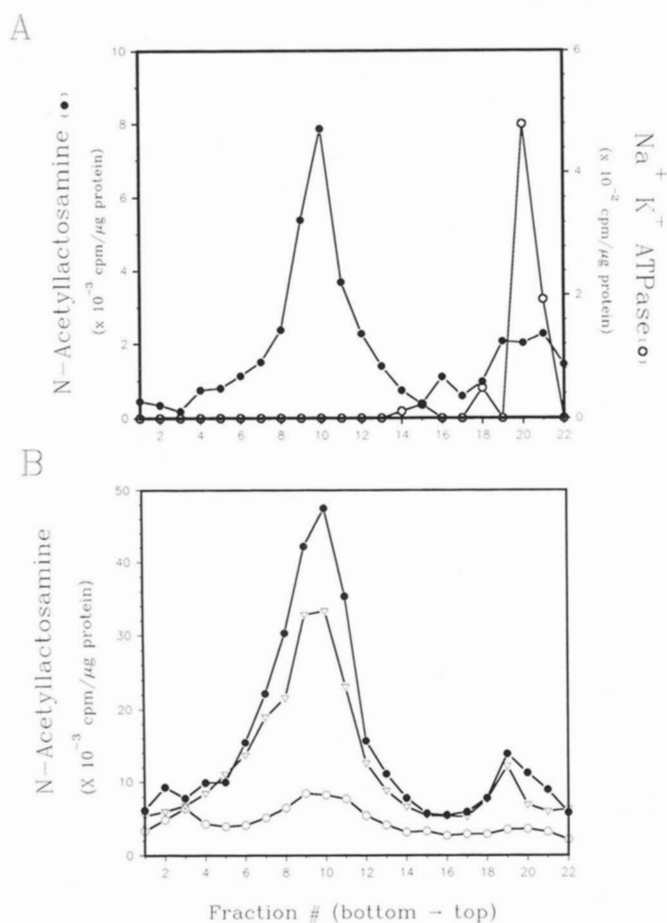 A
N-Acetyllactosamine (●)
(x 10⁻³ cpm/µg protein)
10
8
6
4
2
0
6
4
2
0
Na⁺ K⁺ ATPase (o)
(x 10⁻² cpm/µg protein)
2 4 6 8 10 12 14 16 18 20 22
B
N-Acetyllactosamine
(X 10⁻³ cpm/µg protein)
50
40
30
20
10
0
2 4 6 8 10 12 14 16 18 20 22
Fraction # (bottom - top)